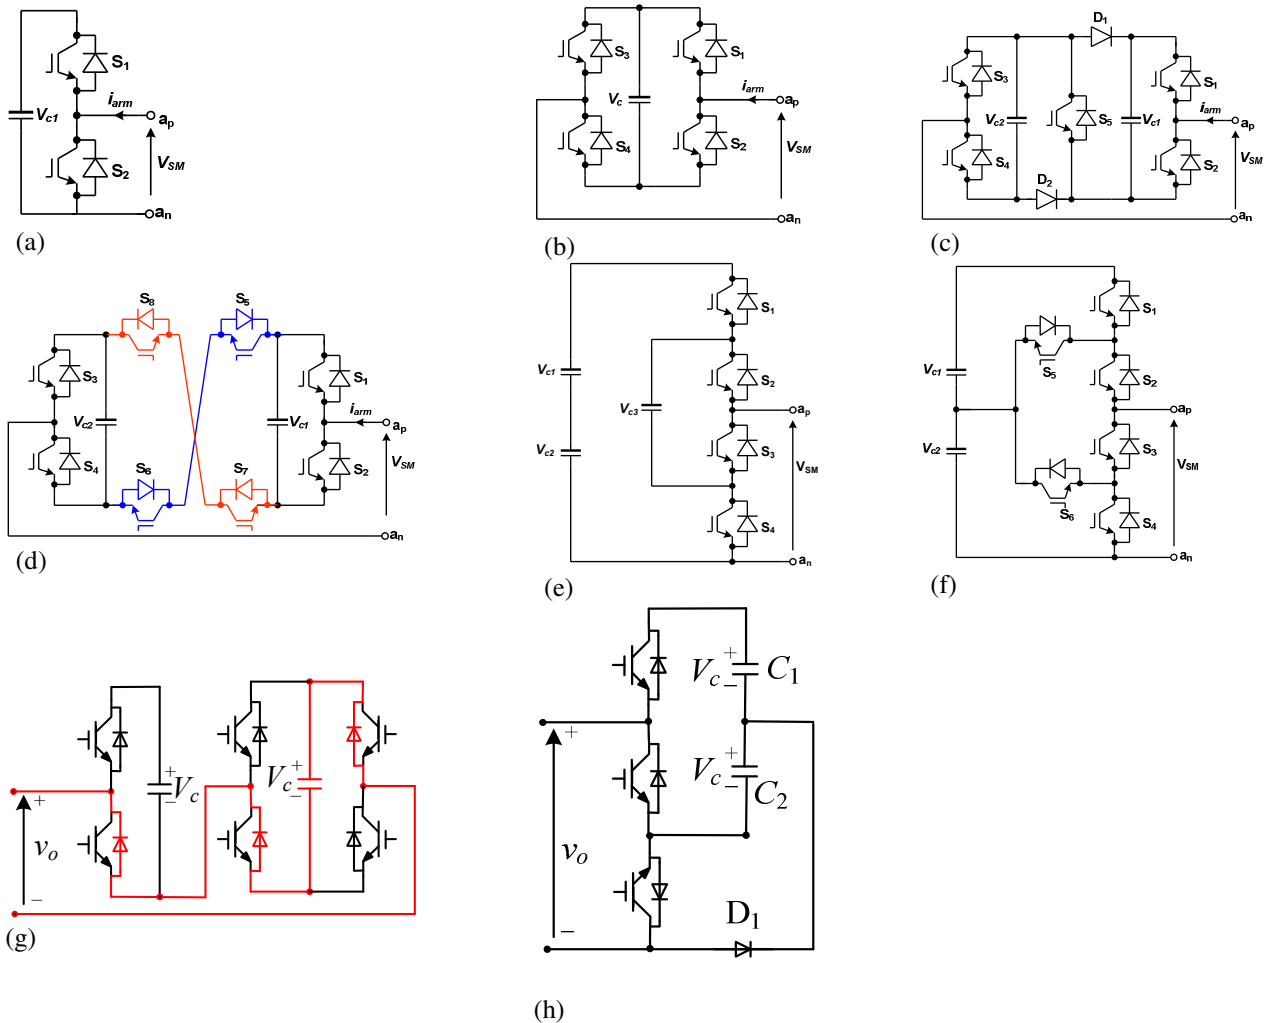 S1
Vc1
iarm
ap
VSM
S2
an
(a)
S3
S1
Vc
iarm
ap
S4
S2
VSM
an
(b)
D1
S3
S1
iarm
Vc2
S5
Vc1
ap
S4
S2
VSM
D2
an
(c)
S8
S5
S3
S1
iarm
Vc2
Vc1
ap
S4
S2
VSM
S6
S7
an
(d)
S1
Vc1
S2
Vc3
ap
Vc2
S3
VSM
S4
an
(e)
S1
S5
Vc1
S2
ap
Vc2
S3
VSM
S6
S4
an
(f)
+
+ Vc
−
Vc +
−
vo
−
(g)
Vc + C1
−
+
Vc + C2
−
vo
D1
−
(h)